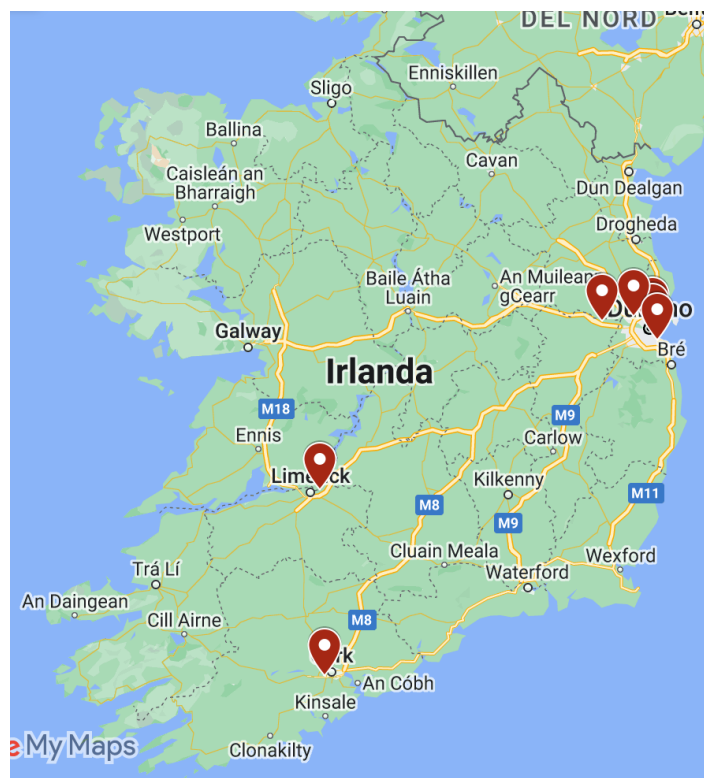 DEL NORD
Enniskillen
Sligo
Ballina
Cavan
Caisleán an
Bharraigh
Dun Dealgan
Westport
Drogheda
Baile Átha
Luain
An Muileann
gCearr
Galway
Bré
Irlanda
M18
M9
Ennis
Carlow
Limerick
Kilkenny
M11
M8
M9
Cluain Meala
Wexford
Trá Lí
Waterford
An Daingean
Cill Airne
M8
An Cóbh
Kinsale
e My Maps
Clonakilty